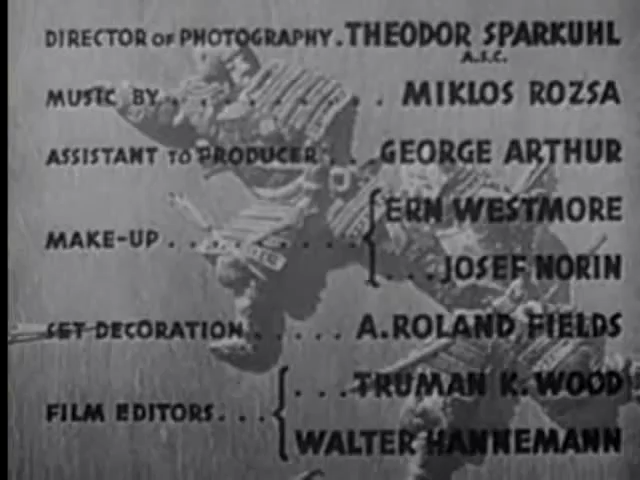 DIRECTOR OF PHOTOGRAPHY. THEODOR SPARKUHL
A.S.C.
MUSIC BY . . . . . . . . . . MIKLOS ROZSA
ASSISTANT TO PRODUCER . . . GEORGE ARTHUR
ERN WESTMORE
MAKE-UP . . . . . . . . . .
. . . JOSEF NORIN
SET DECORATION . . . . . A. ROLAND FIELDS
. . . TRUMAN K. WOOD
FILM EDITORS . . .
WALTER HANNEMANN